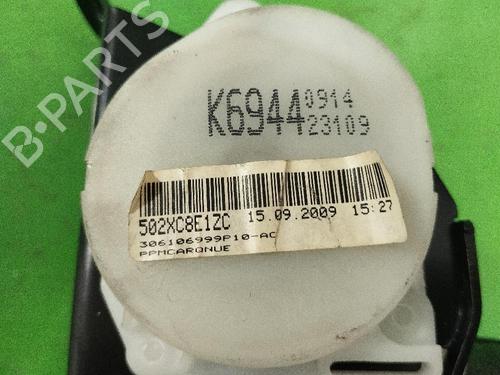 B-PARTS
K6944 0914
23109
502XC8E1ZC 15.09.2009 15:27
306106999P10-AC
PPMCARQNUE